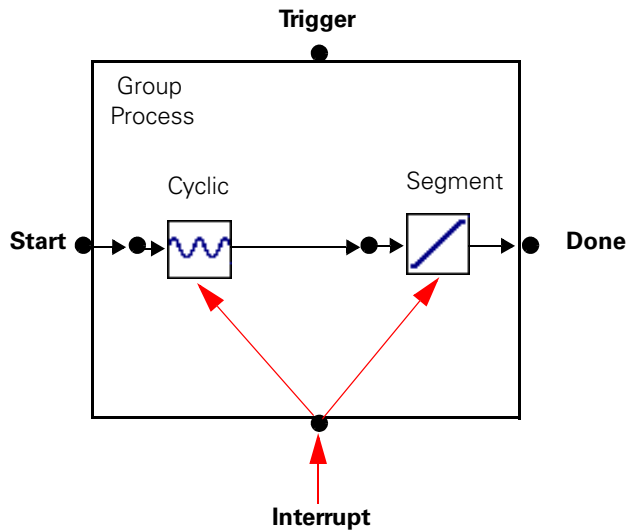 Trigger
Group
Process
Cyclic
Segment
Start
Done
Interrupt